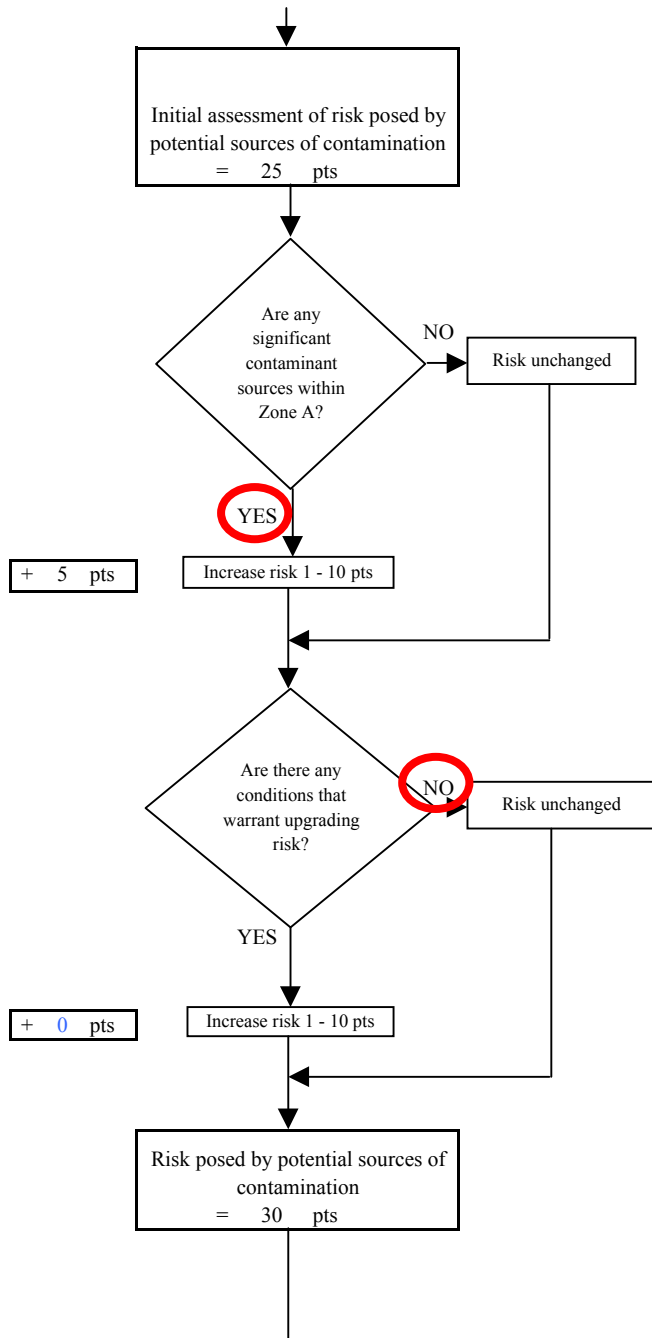 Initial assessment of risk posed by
potential sources of contamination
= 25 pts
Are any
significant
contaminant
sources within
Zone A?
NO
Risk unchanged
YES
+ 5 pts
Increase risk 1 - 10 pts
Are there any
conditions that
warrant upgrading
risk?
NO
Risk unchanged
YES
+ 0 pts
Increase risk 1 - 10 pts
Risk posed by potential sources of
contamination
= 30 pts